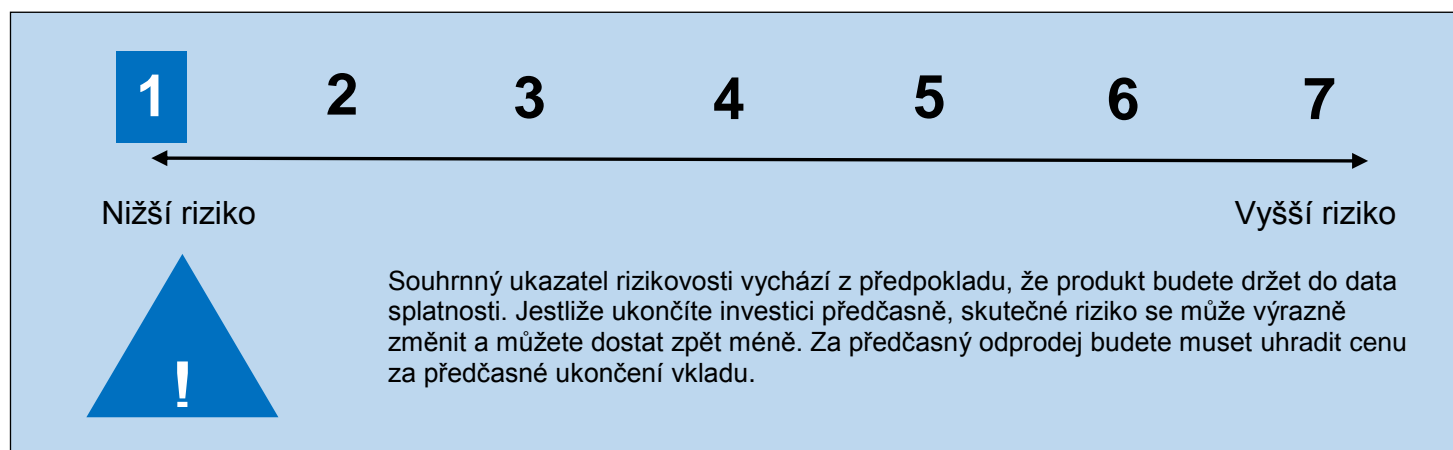 1 2 3 4 5 6 7
Nižší riziko Vyšší riziko
Souhrnný ukazatel rizikovosti vychází z předpokladu, že produkt budete držet do data
splatnosti. Jestliže ukončíte investici předčasně, skutečné riziko se může výrazně
změnit a můžete dostat zpět méně. Za předčasný odprodej budete muset uhradit cenu
za předčasné ukončení vkladu.
!